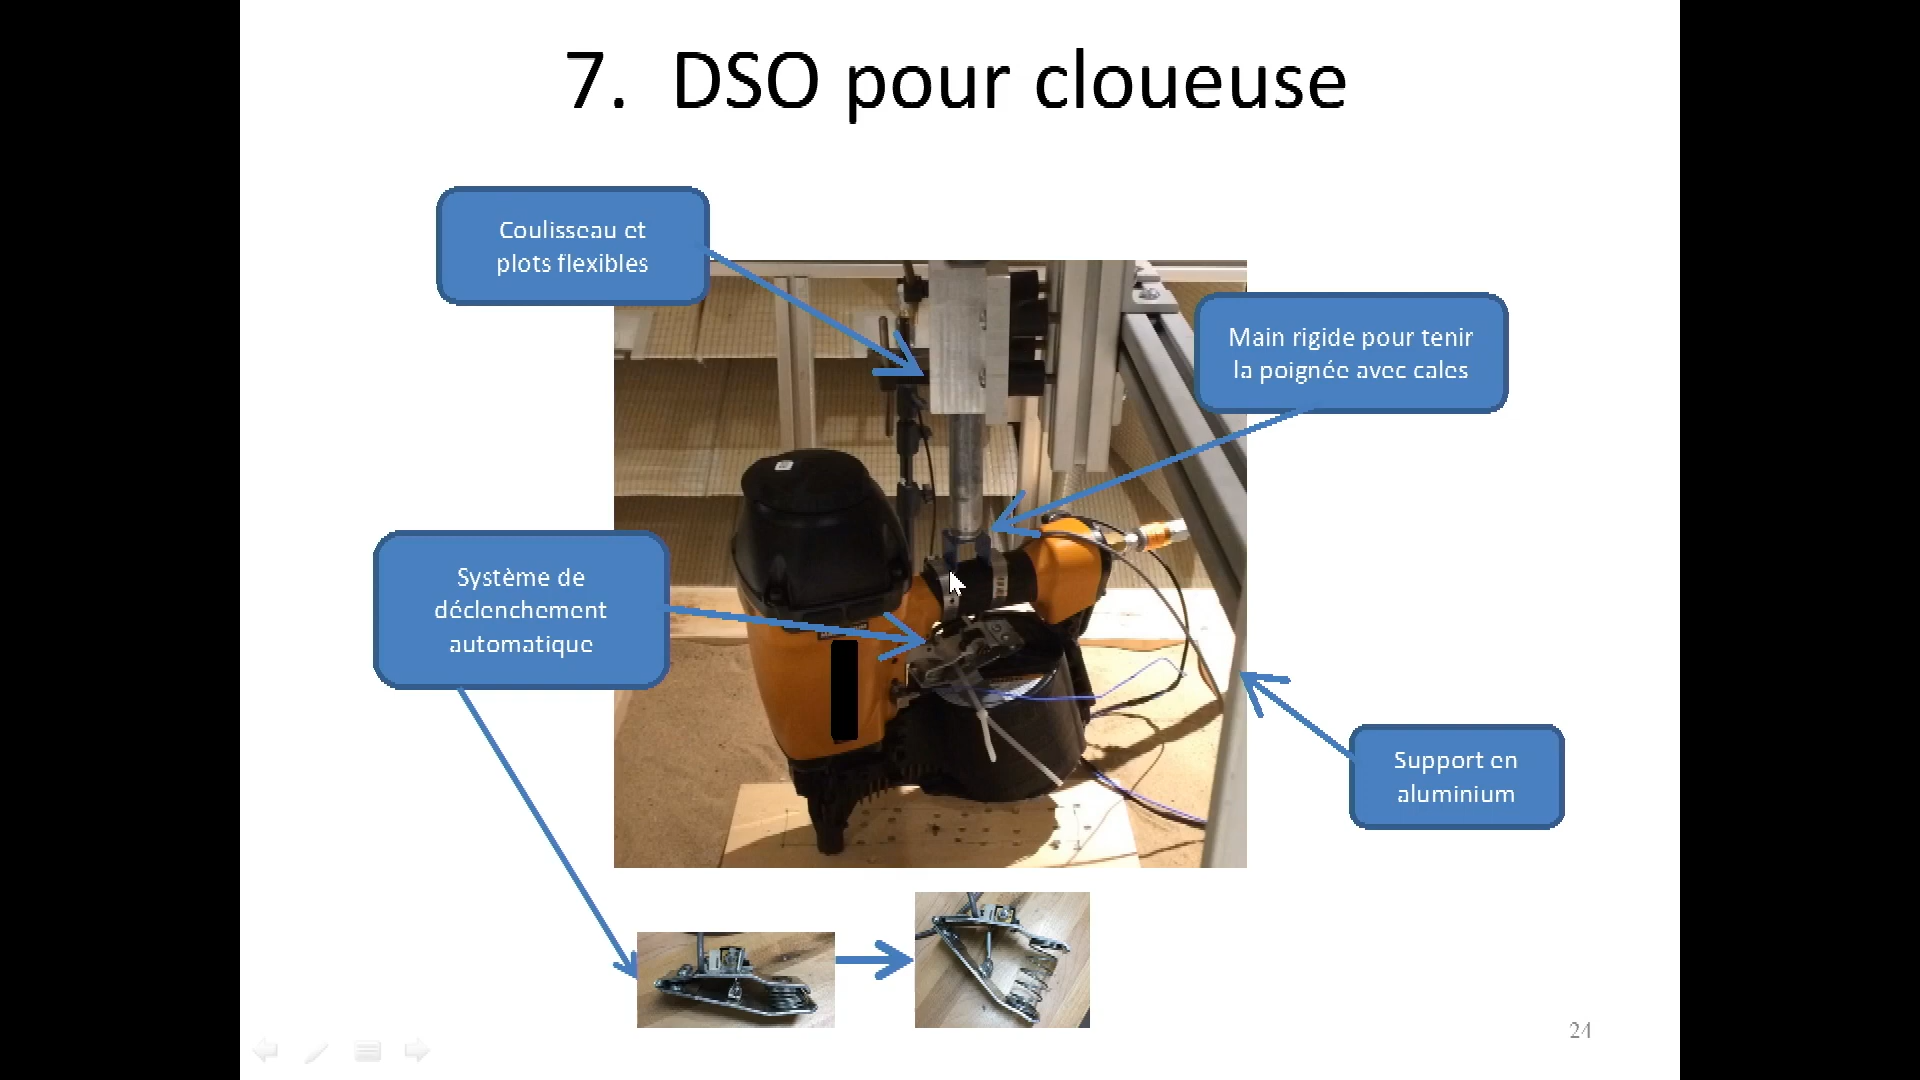 7. DSO pour cloueuse
Coulisseau et
plots flexibles
Main rigide pour tenir
la poignée avec cales
Système de
déclenchement
automatique
Support en
aluminium
24